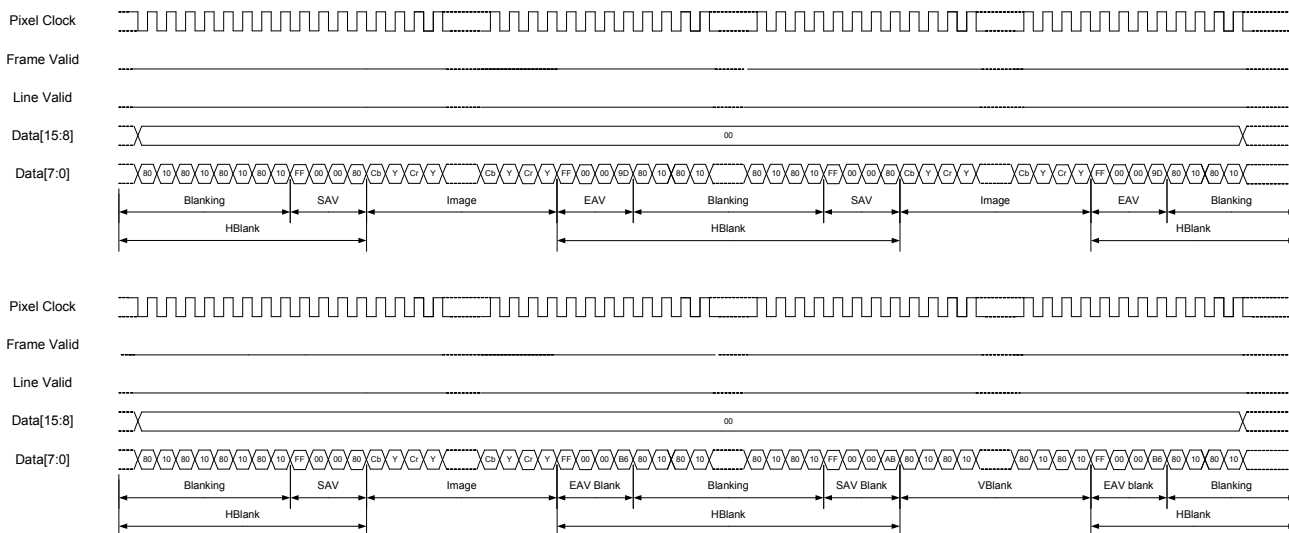 Pixel Clock
Frame Valid
Line Valid
Data[15:8]
00
Data[7:0]
80 10 80 10 80 10 80 10 FF 00 00 80 Cb Y Cr Y Cb Y Cr Y FF 00 00 9D 80 10 80 10 80 10 80 10 FF 00 00 80 Cb Y Cr Y Cb Y Cr Y FF 00 00 9D 80 10 80 10
Blanking SAV Image EAV Blanking SAV Image EAV Blanking
HBlank HBlank HBlank
Pixel Clock
Frame Valid
Line Valid
Data[15:8]
00
Data[7:0]
80 10 80 10 80 10 80 10 FF 00 00 80 Cb Y Cr Y Cb Y Cr Y FF 00 00 B6 80 10 80 10 80 10 80 10 FF 00 00 AB 80 10 80 10 80 10 80 10 FF 00 00 B6 80 10 80 10
Blanking SAV Image EAV Blank Blanking SAV Blank VBlank EAV blank Blanking
HBlank HBlank HBlank